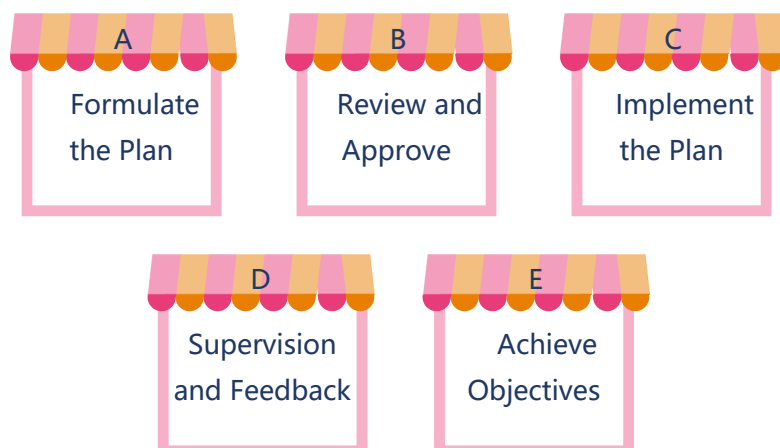 A
Formulate
the Plan
B
Review and
Approve
C
Implement
the Plan
D
Supervision
and Feedback
E
Achieve
Objectives